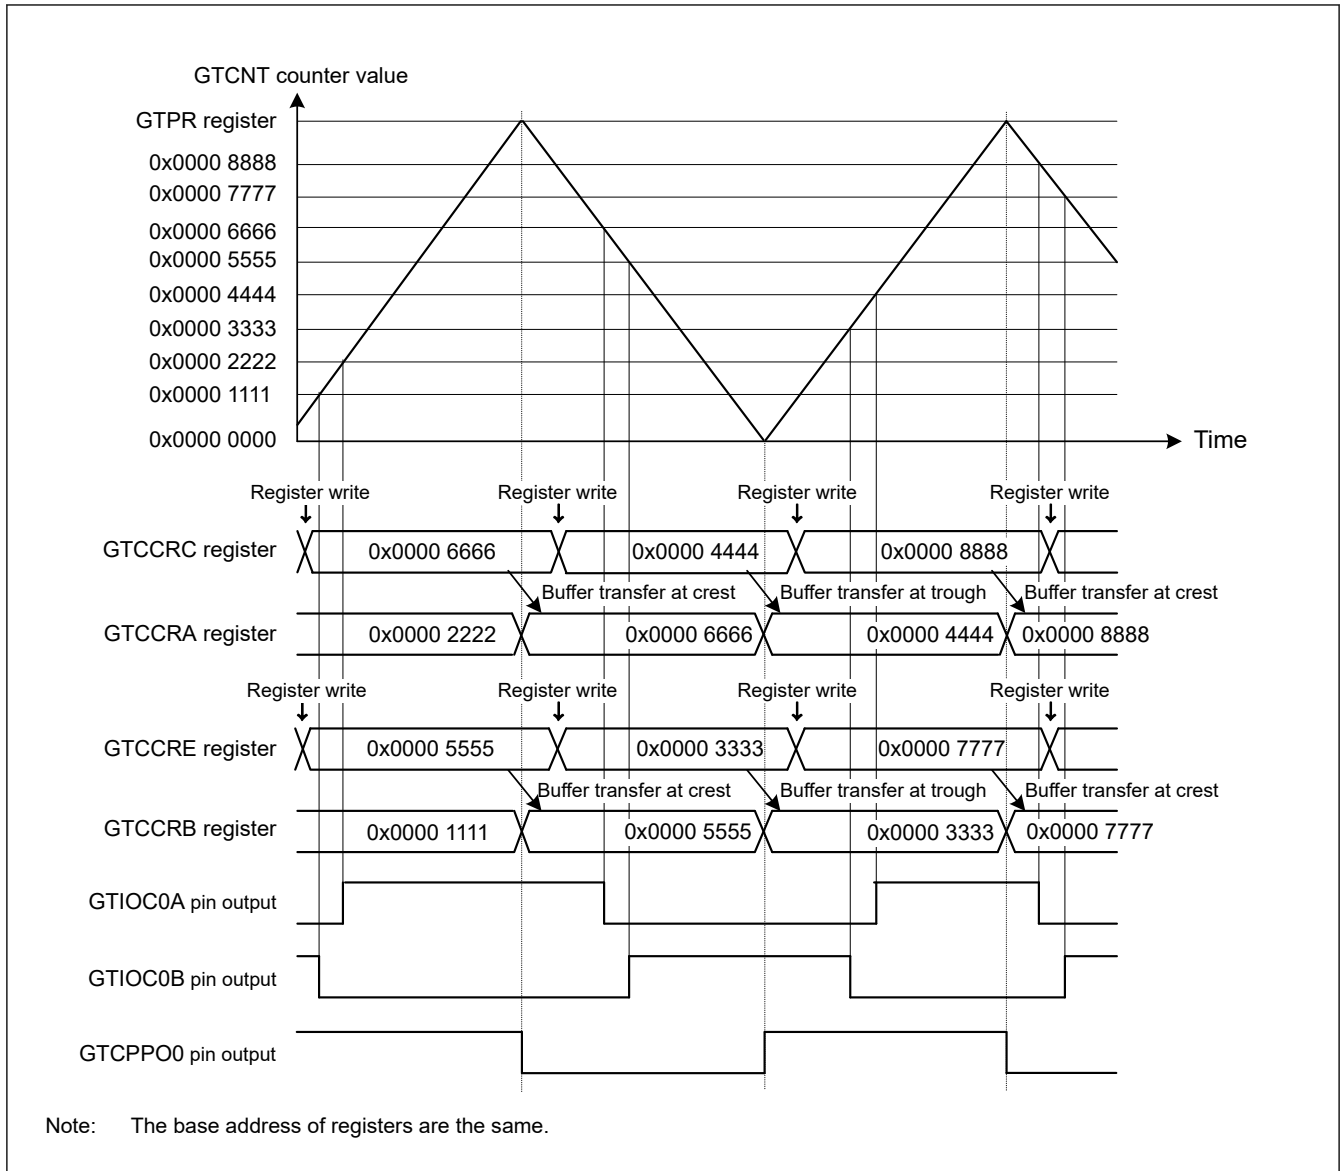 GTCNT counter value
GTPR register
0x0000 8888
0x0000 7777
0x0000 6666
0x0000 5555
0x0000 4444
0x0000 3333
0x0000 2222
0x0000 1111
0x0000 0000
Time
Register write Register write Register write Register write
GTCCRC register 0x0000 6666 0x0000 4444 0x0000 8888
Buffer transfer at crest Buffer transfer at trough Buffer transfer at crest
GTCCRA register 0x0000 2222 0x0000 6666 0x0000 4444 0x0000 8888
Register write Register write Register write Register write
GTCCRE register 0x0000 5555 0x0000 3333 0x0000 7777
Buffer transfer at crest Buffer transfer at trough Buffer transfer at crest
GTCCRB register 0x0000 1111 0x0000 5555 0x0000 3333 0x0000 7777
GTIOC0A pin output
GTIOC0B pin output
GTCPPO0 pin output
Note: The base address of registers are the same.